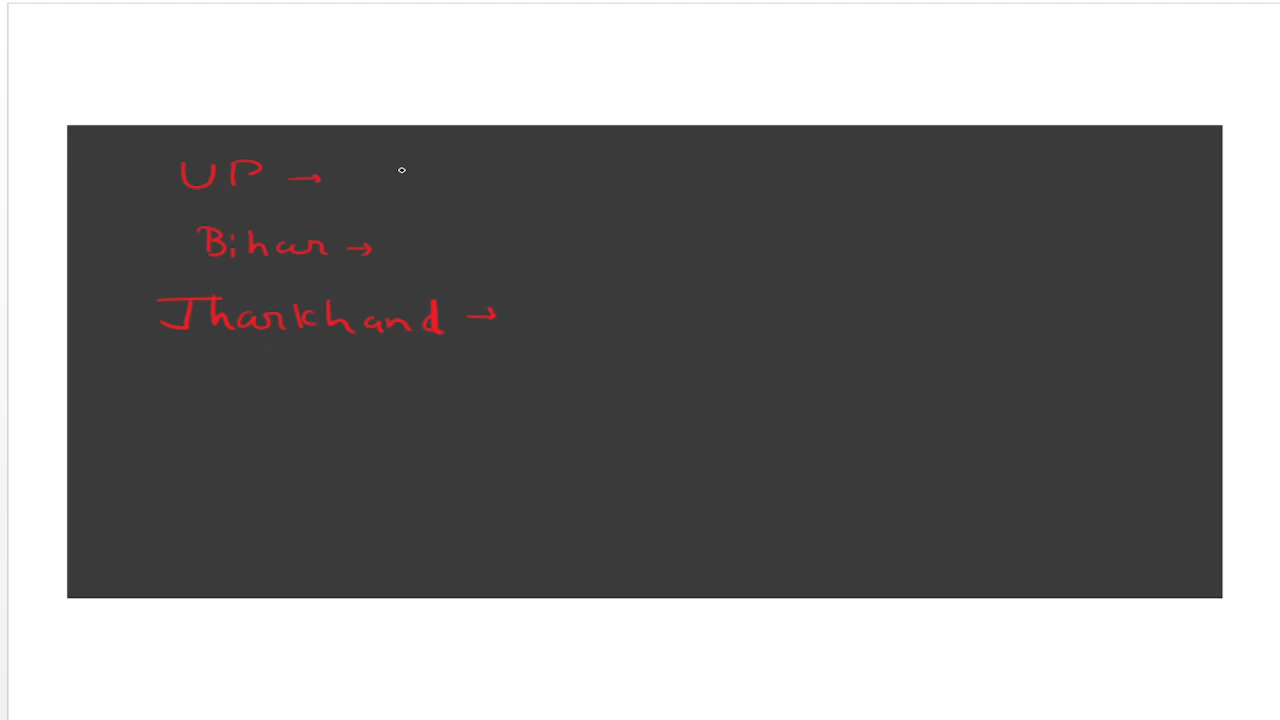 UP →
Bihar →
Jharkhand →